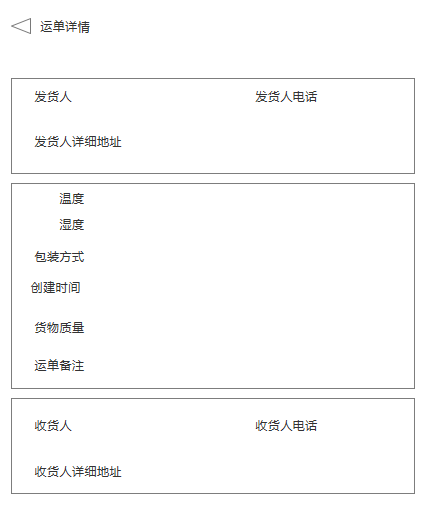 运单详情
发货人 发货人电话
发货人详细地址
温度
湿度
包装方式
创建时间
货物质量
运单备注
收货人 收货人电话
收货人详细地址